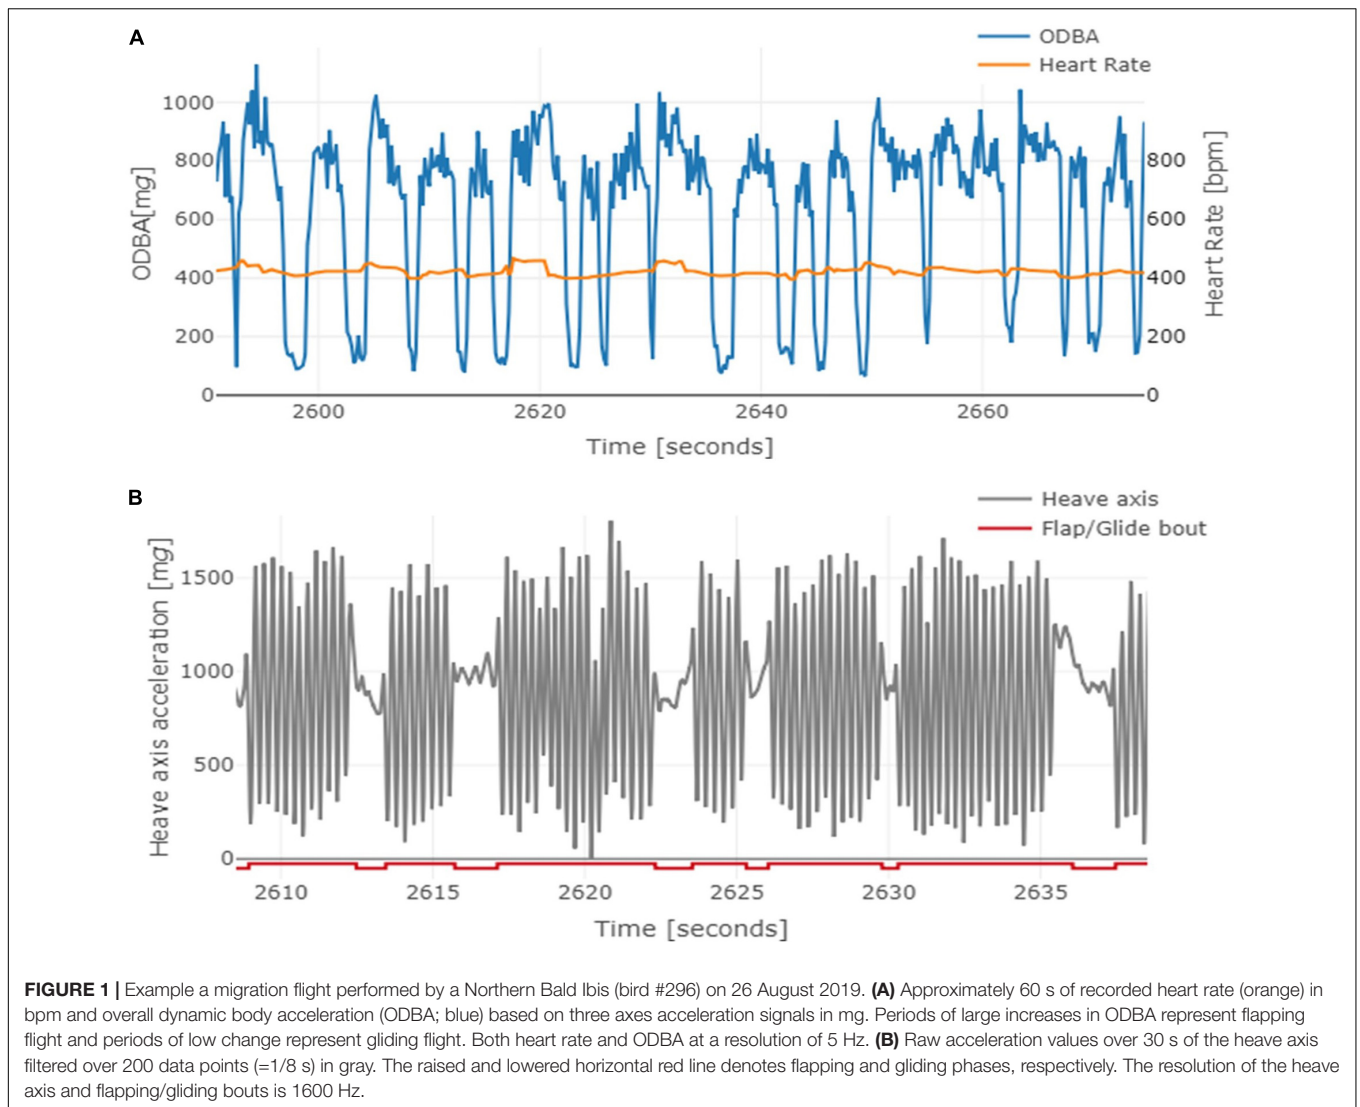 A
ODBA
Heart Rate
ODBA[mg]
1000
800
600
400
200
0
800
600
400
200
0
Heart Rate [bpm]
2600 2620 2640 2660
Time [seconds]
B
Heave axis
Flap/Glide bout
Heave axis acceleration [mg]
1500
1000
500
0
2610 2615 2620 2625 2630 2635
Time [seconds]
FIGURE 1 | Example a migration flight performed by a Northern Bald Ibis (bird #296) on 26 August 2019. (A) Approximately 60 s of recorded heart rate (orange) in
bpm and overall dynamic body acceleration (ODBA; blue) based on three axes acceleration signals in mg. Periods of large increases in ODBA represent flapping
flight and periods of low change represent gliding flight. Both heart rate and ODBA at a resolution of 5 Hz. (B) Raw acceleration values over 30 s of the heave axis
filtered over 200 data points (=1/8 s) in gray. The raised and lowered horizontal red line denotes flapping and gliding phases, respectively. The resolution of the heave
axis and flapping/gliding bouts is 1600 Hz.